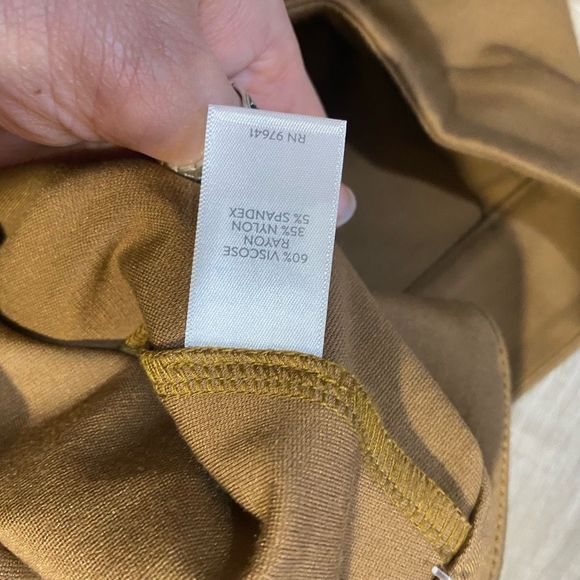 60% VISCOSE
RAYON
35% NYLON
5% SPANDEX
RN 97641